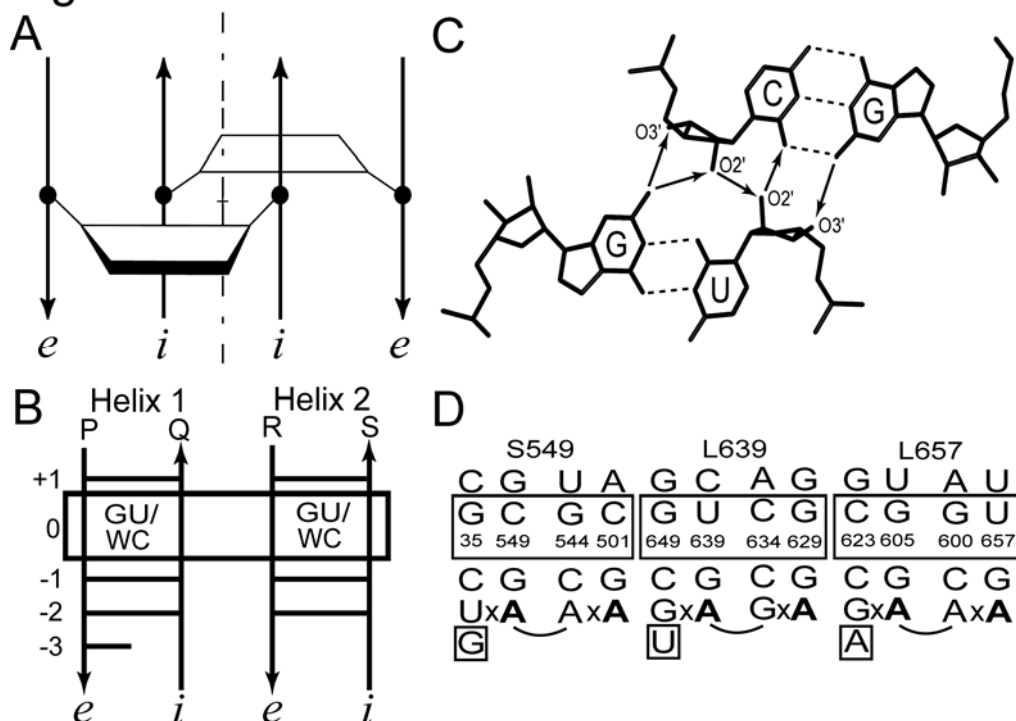 A
e i i e
B
Helix 1 Helix 2
P Q R S
+1
0
GU/ GU/
WC WC
-1
-2
-3
e i e i
C
C G
O3'
O2'
O2'
O3'
G
U
D
S549 L639 L657
C G U A G C A G G U A U
G C G C G U C G C G G U
35 549 544 501 649 639 634 629 623 605 600 657
C G C G C G C G C G C G
UxA AxA GxA GxA GxA AxA
G U A